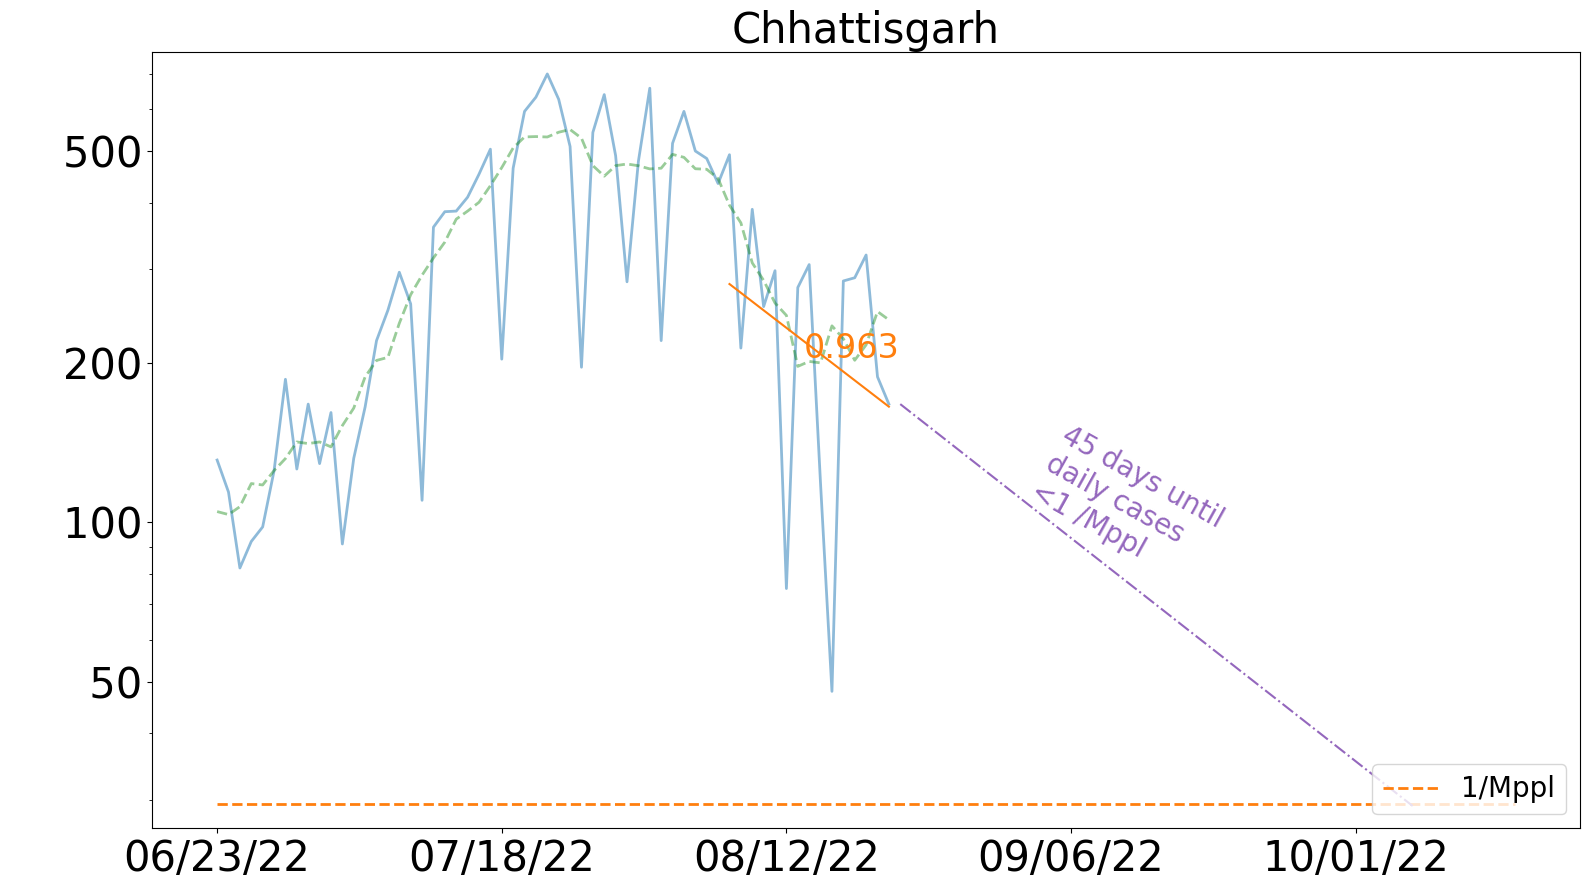 Chhattisgarh
500
200
100
50
0.963
45 days until
daily cases
<1 /Mppl
1/Mppl
06/23/22
07/18/22
08/12/22
09/06/22
10/01/22